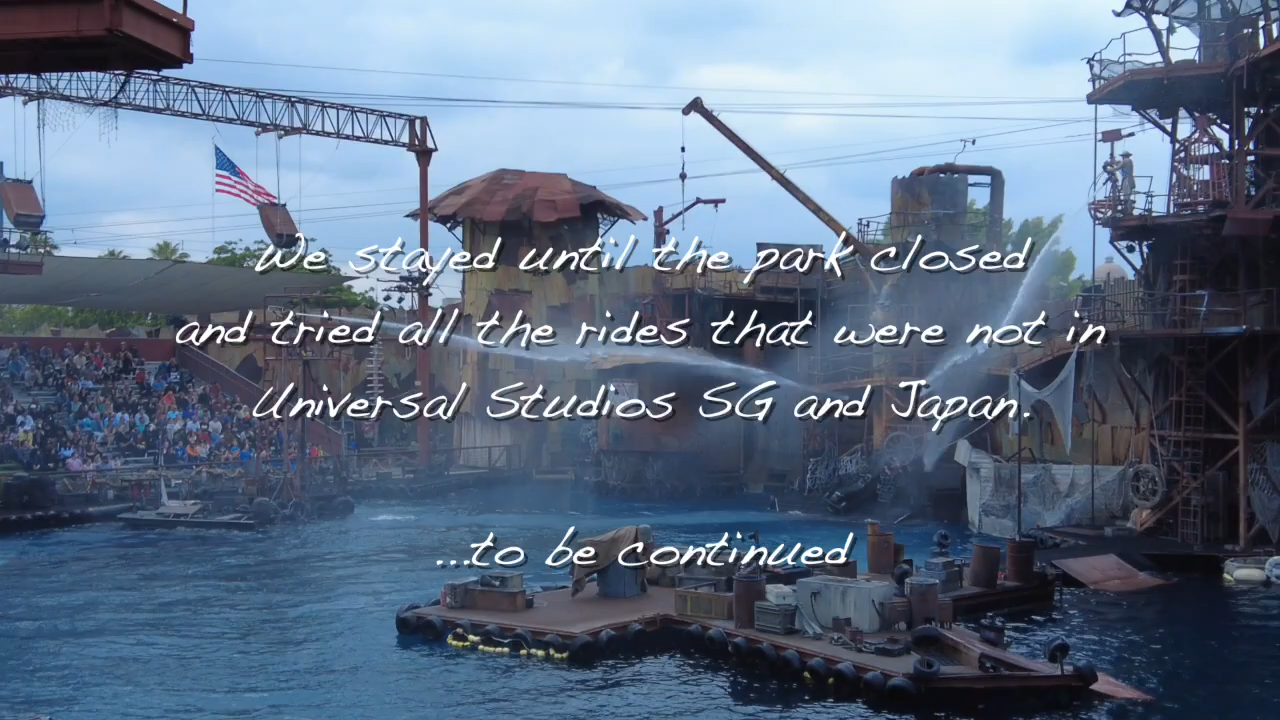 We stayed until the park closed
and tried all the rides that were not in
Universal Studios SG and Japan.
...to be continued